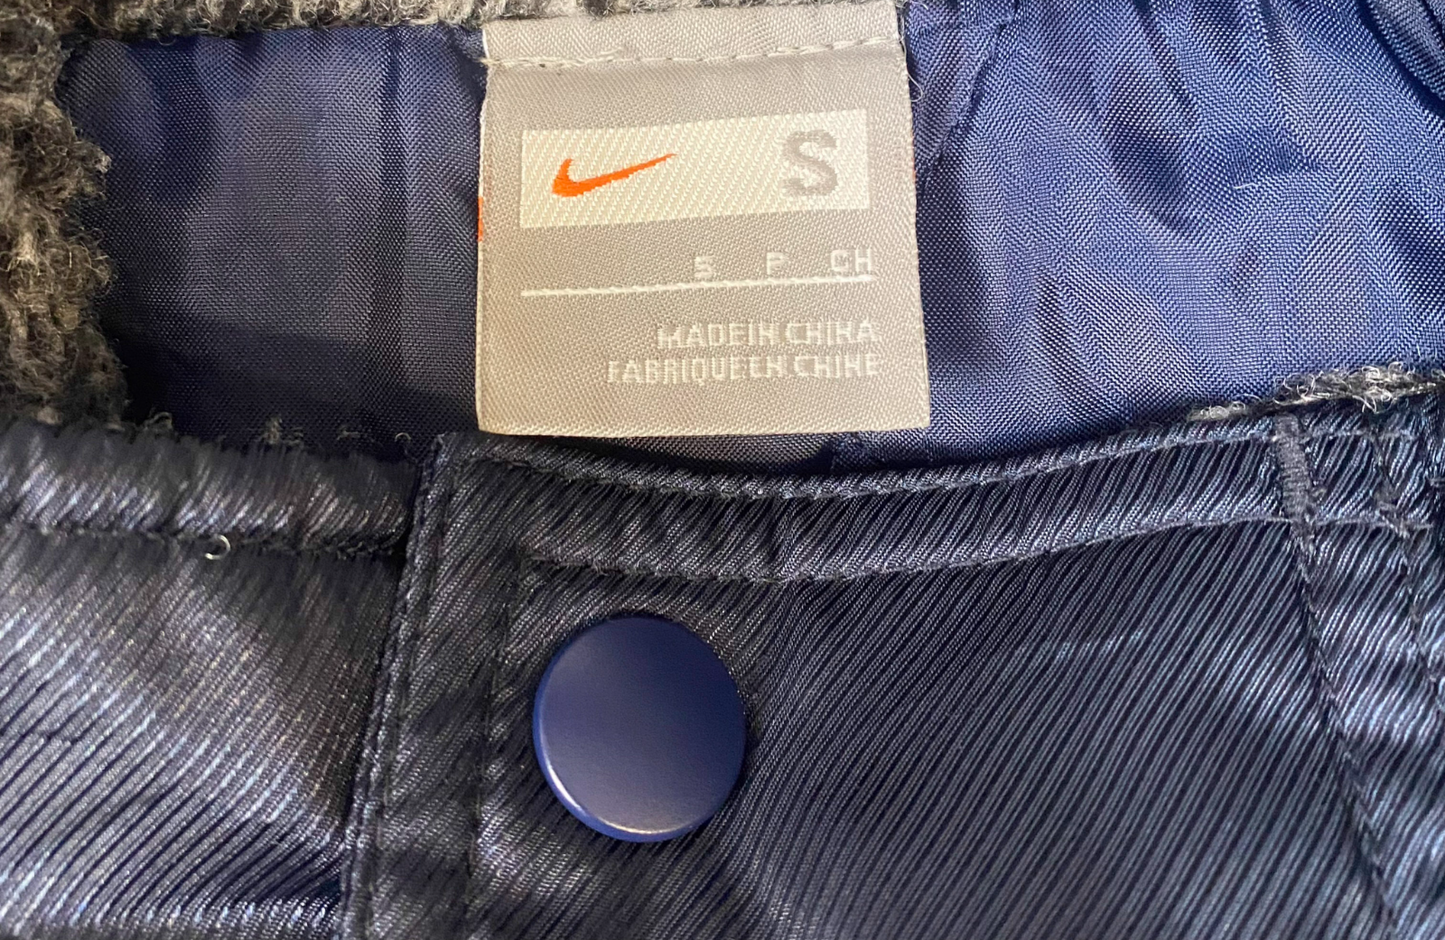 S
S P CH
MADE IN CHINA
FABRIQUE EN CHINE